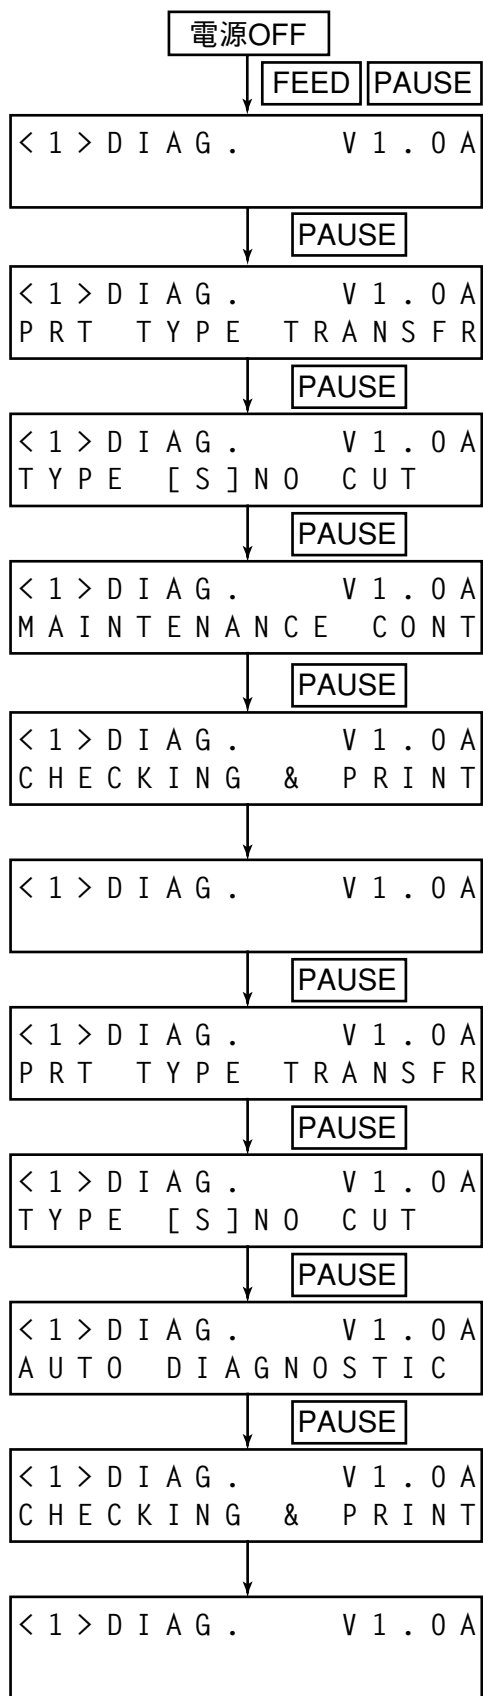 電源OFF
FEED PAUSE
<1>DIAG. V1.0A
PAUSE
<1>DIAG. V1.0A
PRT TYPE TRANSFR
PAUSE
<1>DIAG. V1.0A
TYPE [S]NO CUT
PAUSE
<1>DIAG. V1.0A
MAINTENANCE CONT
PAUSE
<1>DIAG. V1.0A
CHECKING & PRINT
<1>DIAG. V1.0A
PAUSE
<1>DIAG. V1.0A
PRT TYPE TRANSFR
PAUSE
<1>DIAG. V1.0A
TYPE [S]NO CUT
PAUSE
<1>DIAG. V1.0A
AUTO DIAGNOSTIC
PAUSE
<1>DIAG. V1.0A
CHECKING & PRINT
<1>DIAG. V1.0A